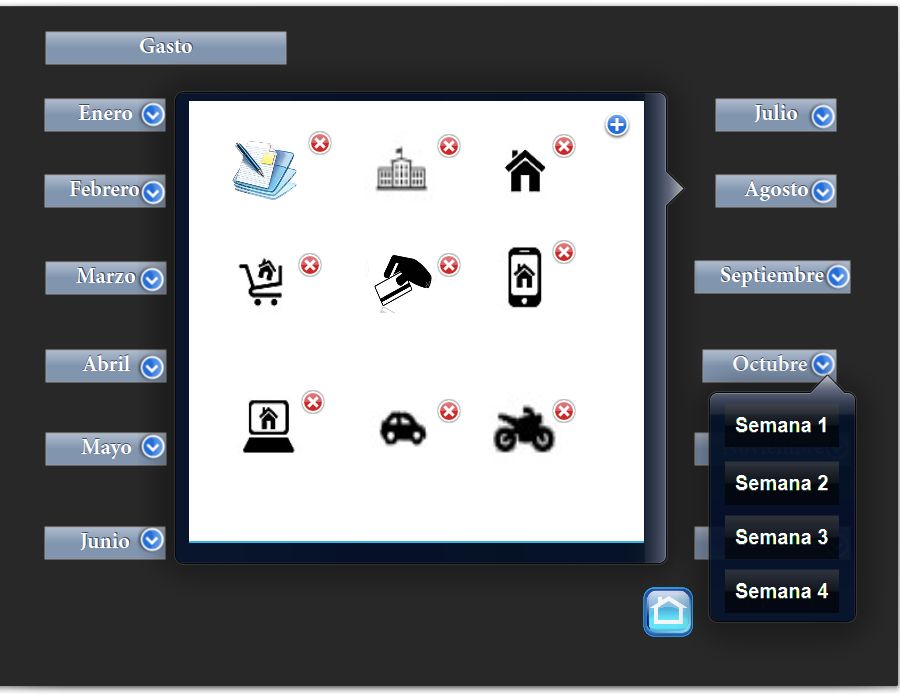 Gasto
Enero
Febrero
Marzo
Abril
Mayo
Junio
Julio
Agosto
Septiembre
Octubre
Semana 1
Semana 2
Semana 3
Semana 4